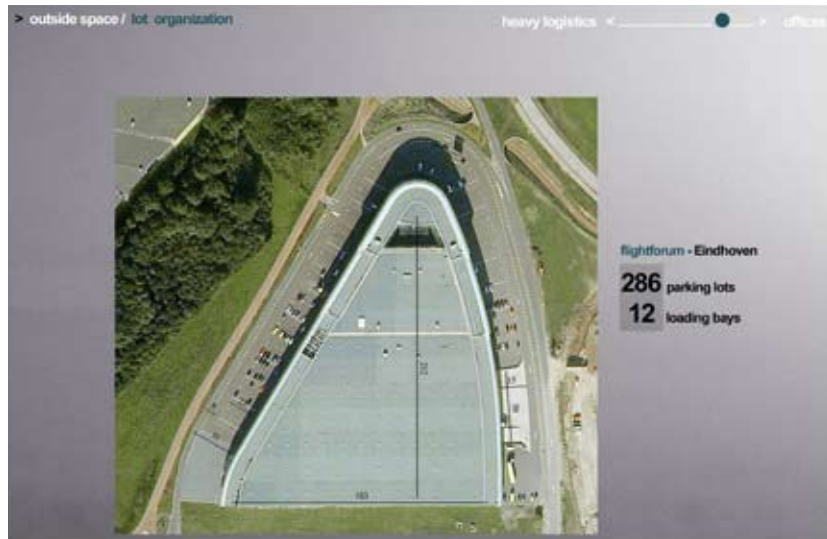 > outside space / lot organization
heavy logistics < > offices
flightforum - Eindhoven
286 parking lots
12 loading bays